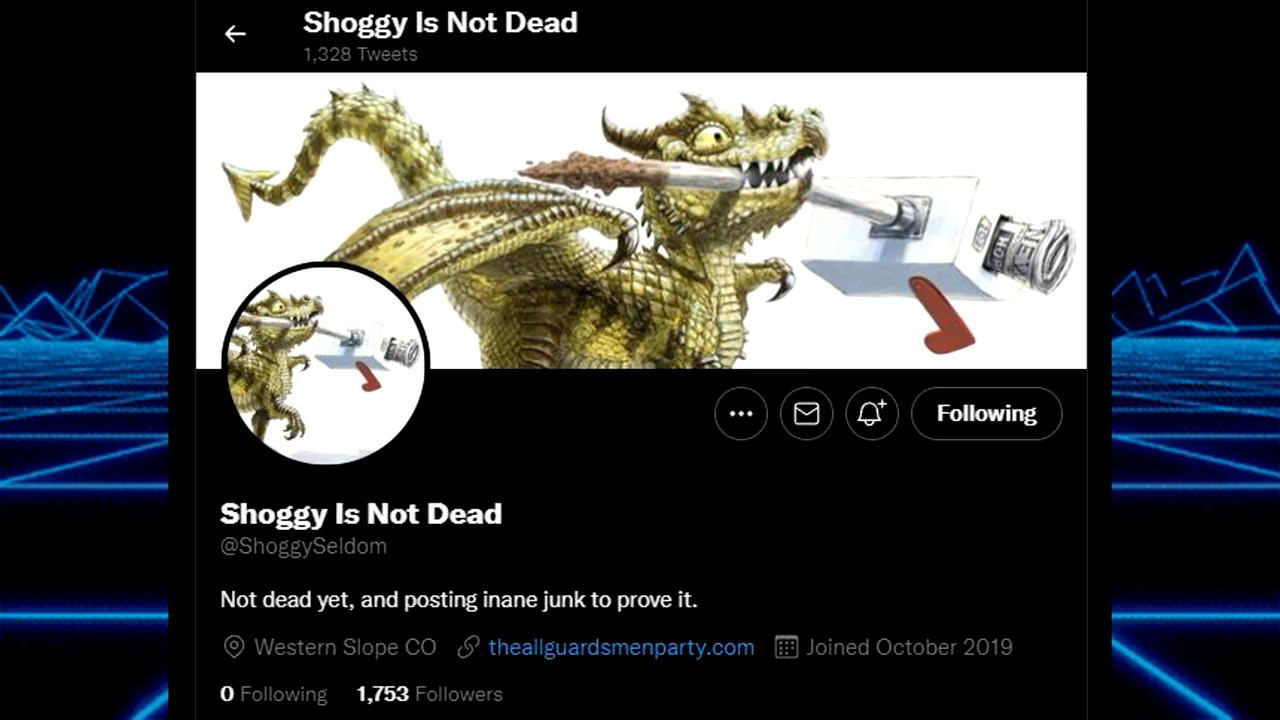 Shoggy Is Not Dead
1,328 Tweets
Following
Shoggy Is Not Dead
@ShoggySeldom
Not dead yet, and posting inane junk to prove it.
Western Slope CO theallguardsmenparty.com Joined October 2019
0 Following 1,753 Followers